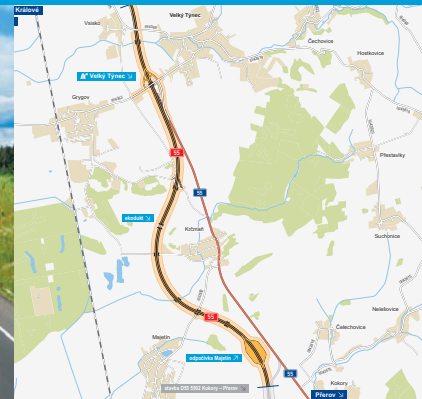 Králové
Vsisko
Velký Týnec
Čechovice
Hostkovice
Velký Týnec
Grygov
Přestavlky
55
55
ekodukt
Krčmaň
Suchonice
55
Nelešovice
Čelechovice
Majetín
odpočívka Majetín
55
stavba D55 5502 Kokory – Přerov
Kokory
Přerov